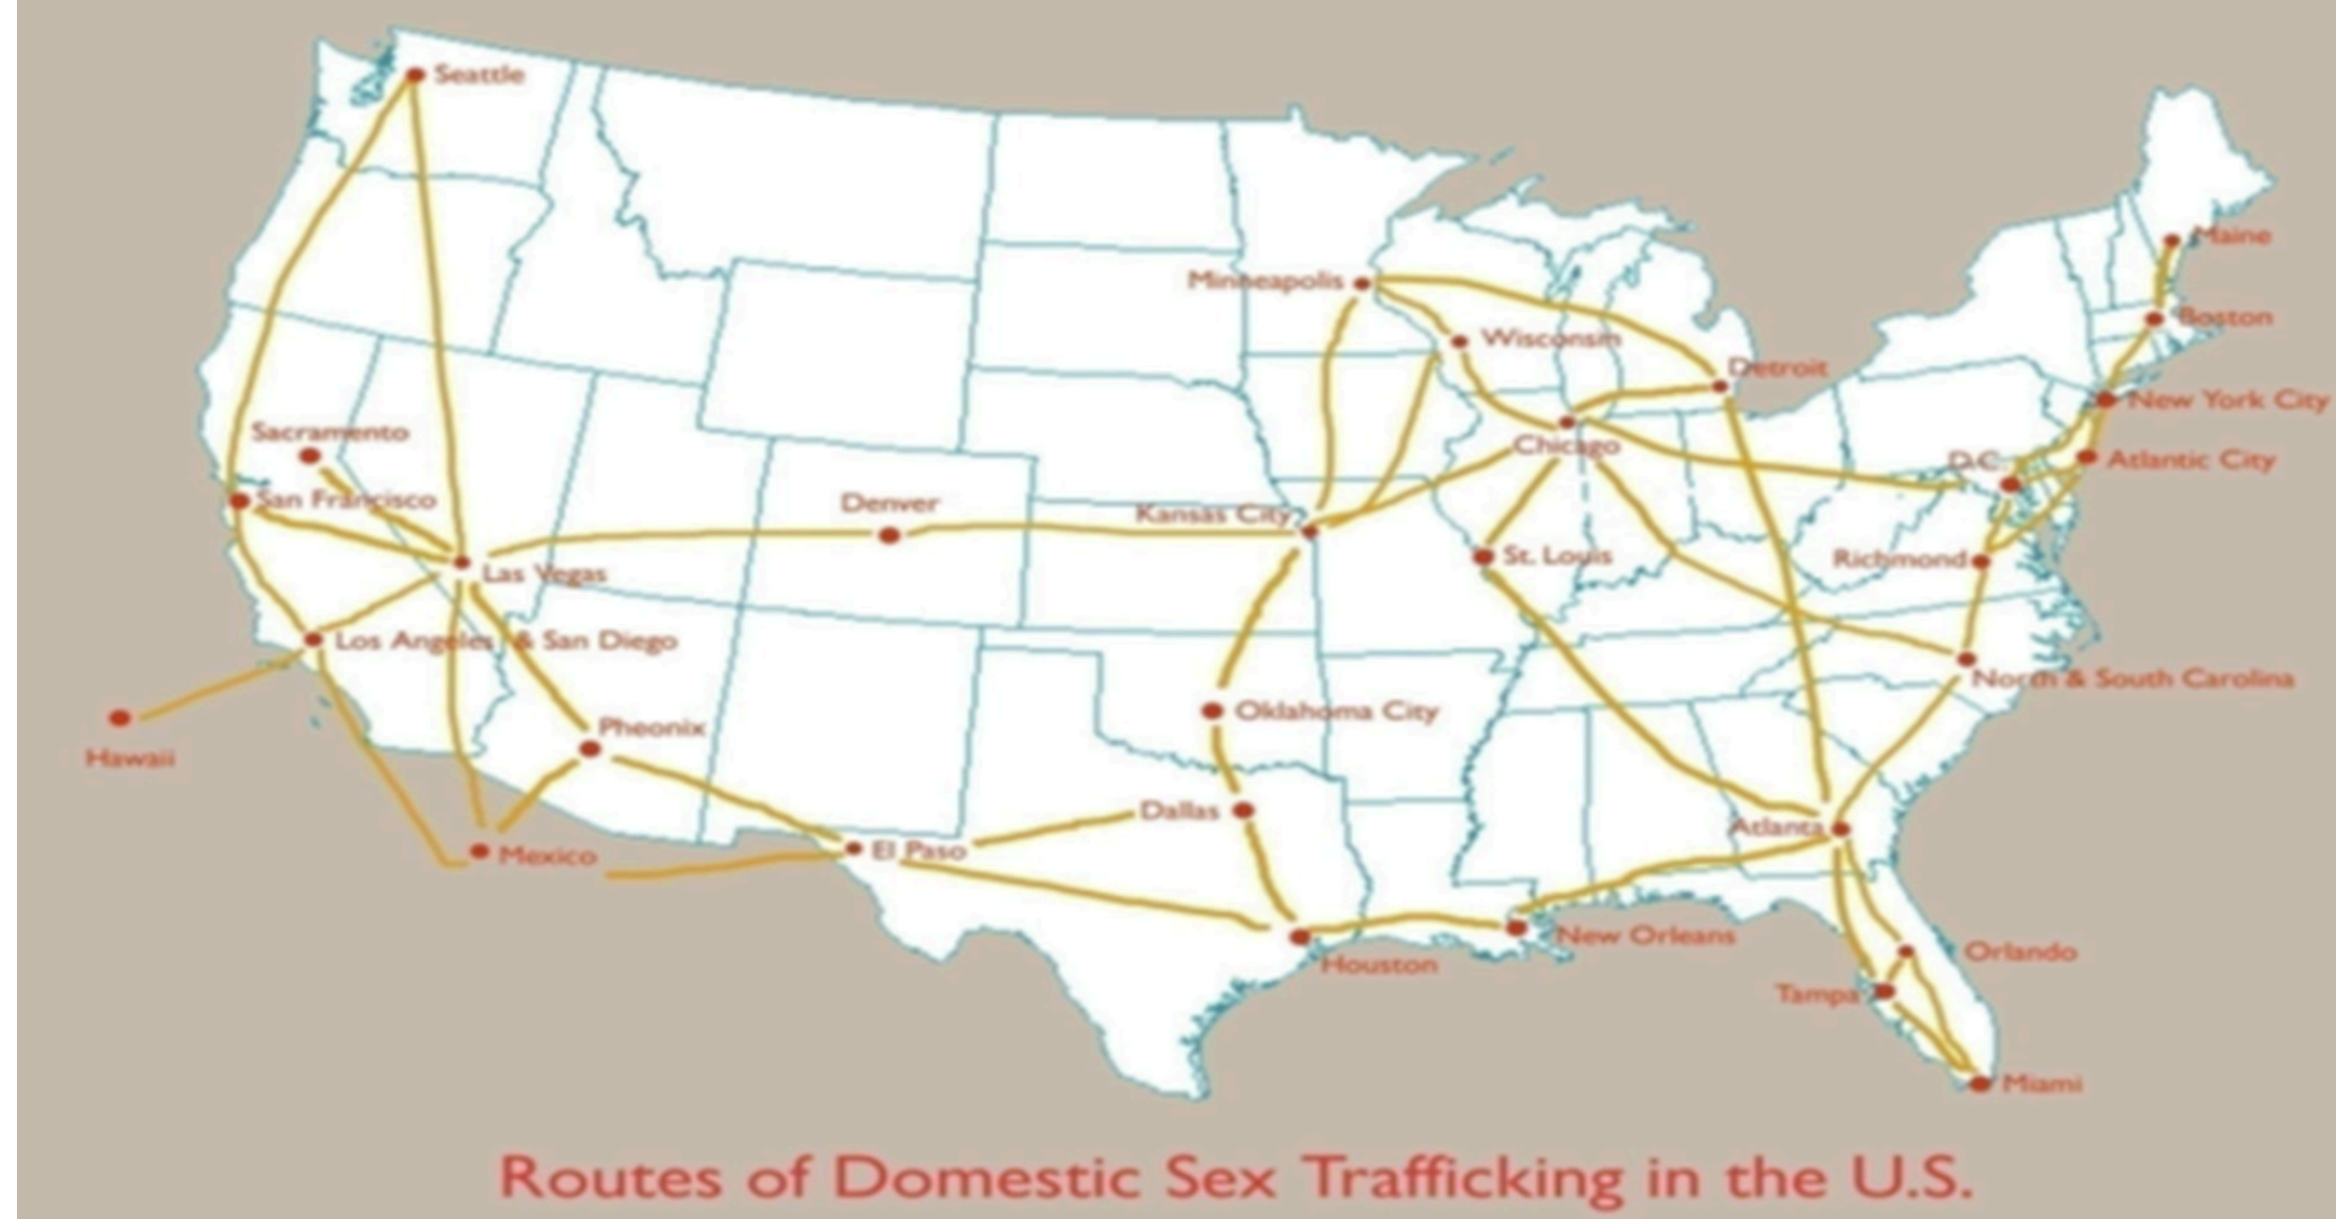 Seattle
Maine
Minneapolis
Boston
Wisconsin
Detroit
New York City
Sacramento
Chicago
D.C.
Atlantic City
San Francisco
Denver
Kansas City
St. Louis
Richmond
Las Vegas
Los Angeles & San Diego
North & South Carolina
Oklahoma City
Pheonix
Hawaii
Dallas
Atlanta
Mexico
El Paso
New Orleans
Orlando
Houston
Tampa
Miami
Routes of Domestic Sex Trafficking in the U.S.